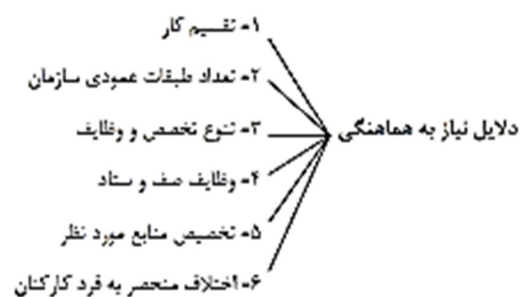 دلایل نیاز به هماهنگی
۱- تقسیم کار
۲- تعداد طبقات عمودی سازمان
۳- تنوع تخصص و وظایف
۴- وظایف صف و ستاد
۵- تخصیص منابع مورد نظر
۶- اختلاف منحصر به فرد کارکنان